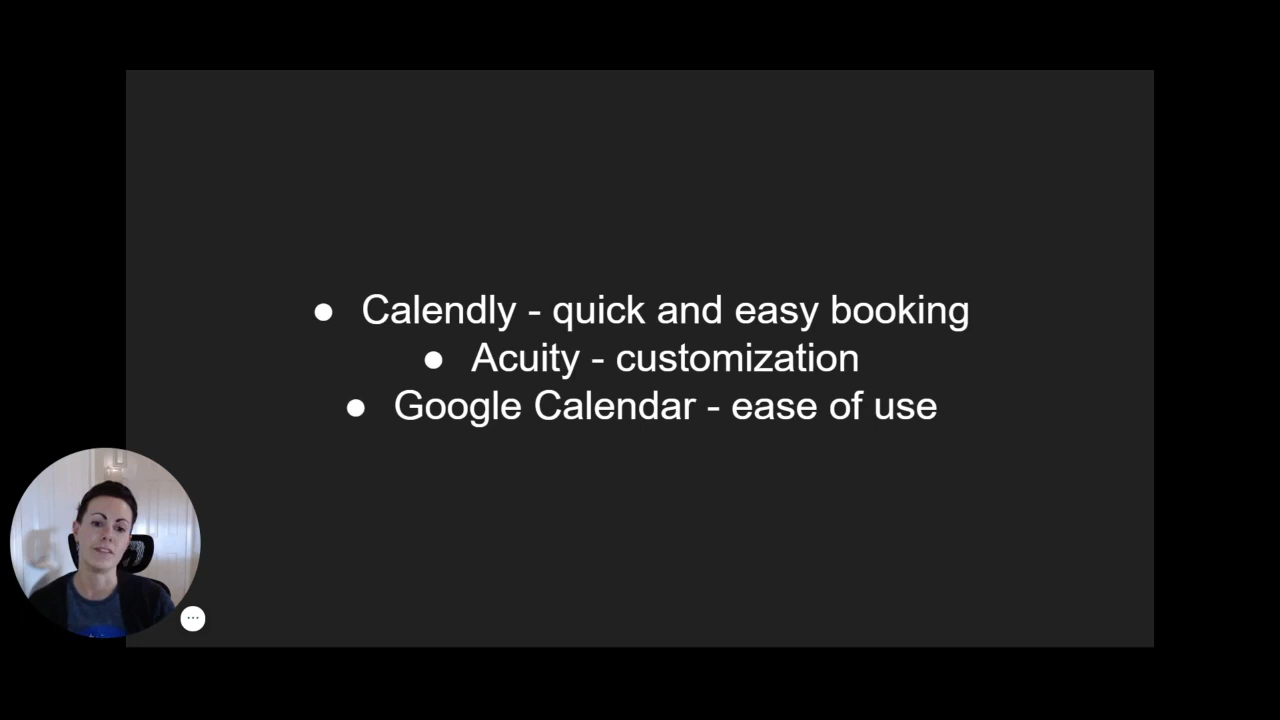 ● Calendly - quick and easy booking
● Acuity - customization
● Google Calendar - ease of use